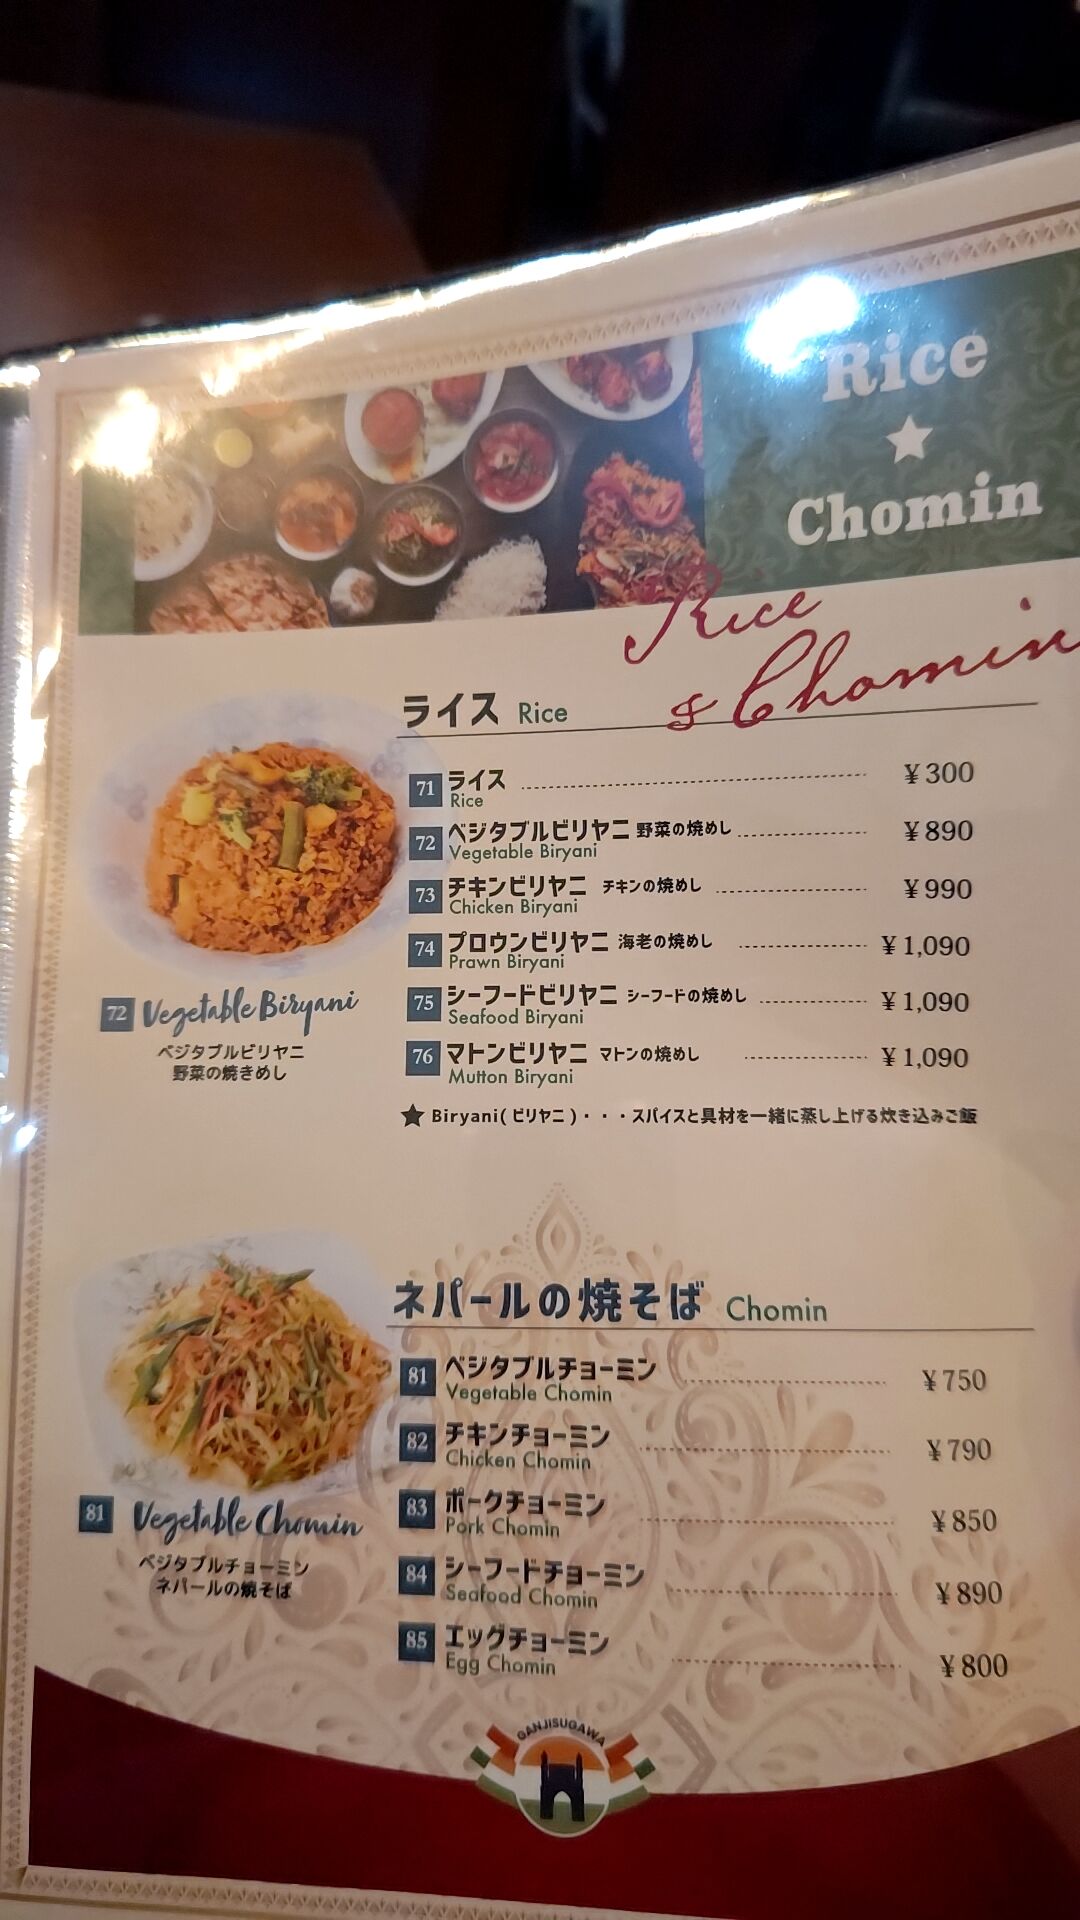 Rice
Chomin
Rice
& Chomin
ライス Rice
71 ライス ¥300
Rice
72 ベジタブルビリヤニ 野菜の焼めし ¥890
Vegetable Biryani
73 チキンビリヤニ チキンの焼めし ¥990
Chicken Biryani
74 プロウンビリヤニ 海老の焼めし ¥1,090
Prawn Biryani
75 シーフードビリヤニ シーフードの焼めし ¥1,090
Seafood Biryani
76 マトンビリヤニ マトンの焼めし ¥1,090
Mutton Biryani
★ Biryani(ビリヤニ)・・・スパイスと具材を一緒に蒸し上げる炊き込みご飯
72 Vegetable Biryani
ベジタブルビリヤニ
野菜の焼きめし
ネパールの焼そば Chomin
81 ベジタブルチョーミン ¥750
Vegetable Chomin
82 チキンチョーミン ¥790
Chicken Chomin
83 ポークチョーミン ¥850
Pork Chomin
84 シーフードチョーミン ¥890
Seafood Chomin
85 エッグチョーミン ¥800
Egg Chomin
81 Vegetable Chomin
ベジタブルチョーミン
ネパールの焼そば
GANJISUGAWA